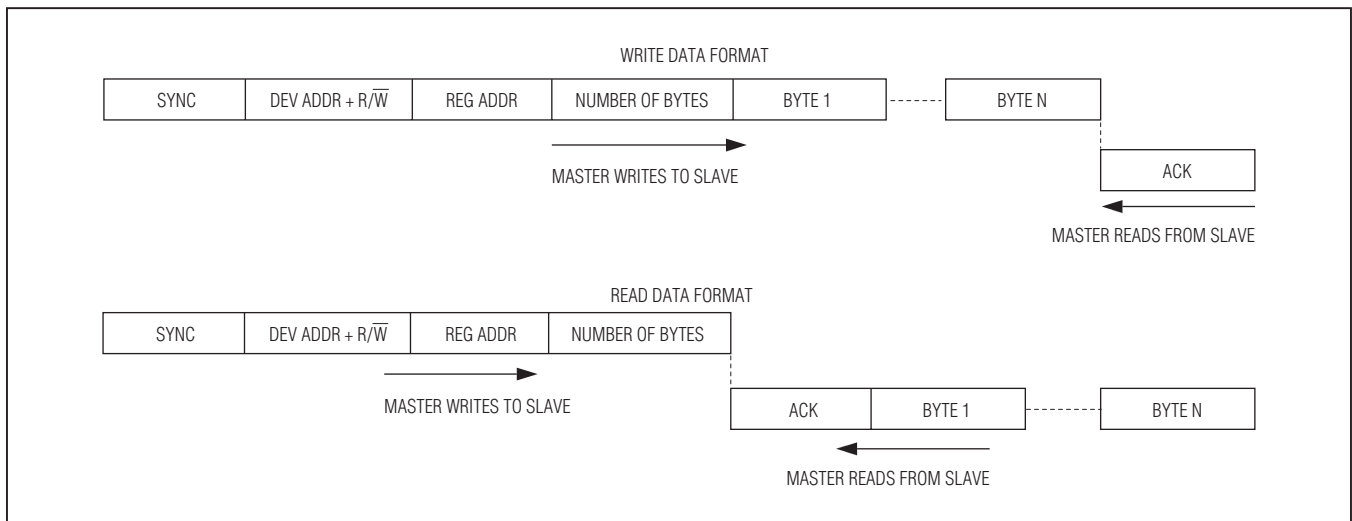 WRITE DATA FORMAT
SYNC DEV ADDR + R/W̅ REG ADDR NUMBER OF BYTES BYTE 1 BYTE N
MASTER WRITES TO SLAVE
ACK
MASTER READS FROM SLAVE
READ DATA FORMAT
SYNC DEV ADDR + R/W̅ REG ADDR NUMBER OF BYTES
MASTER WRITES TO SLAVE
ACK BYTE 1 BYTE N
MASTER READS FROM SLAVE